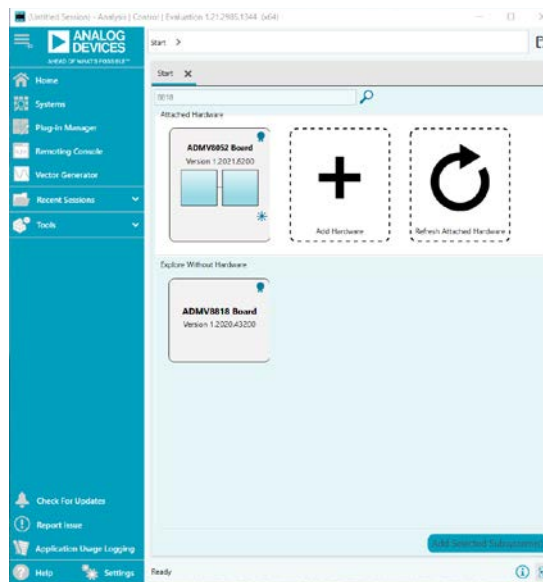 (Untitled Session) - Analysis | Control | Evaluation 1.21.2985.1344 (x64)
ANALOG
DEVICES
AHEAD OF WHAT'S POSSIBLE™
Start >
Home
Systems
Plug-in Manager
Remoting Console
Vector Generator
Recent Sessions
Tools
Start
8818
Attached Hardware
ADMV8052 Board
Version 1.2021.6200
Add Hardware
Refresh Attached Hardware
Explore Without Hardware
ADMV8818 Board
Version 1.2020.43200
Check For Updates
Report Issue
Application Usage Logging
Help
Settings
Add Selected Subsystem
Ready